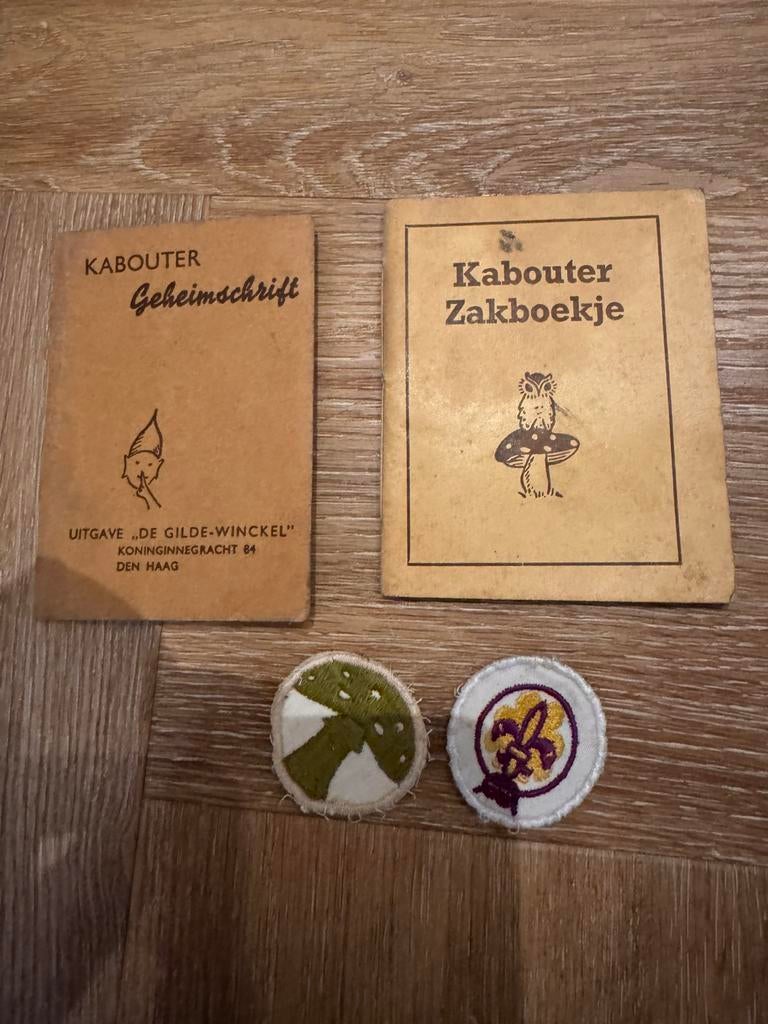 KABOUTER
Geheimschrift
UITGAVE „DE GILDE-WINCKEL"
KONINGINNEGRACHT 84
DEN HAAG
Kabouter
Zakboekje